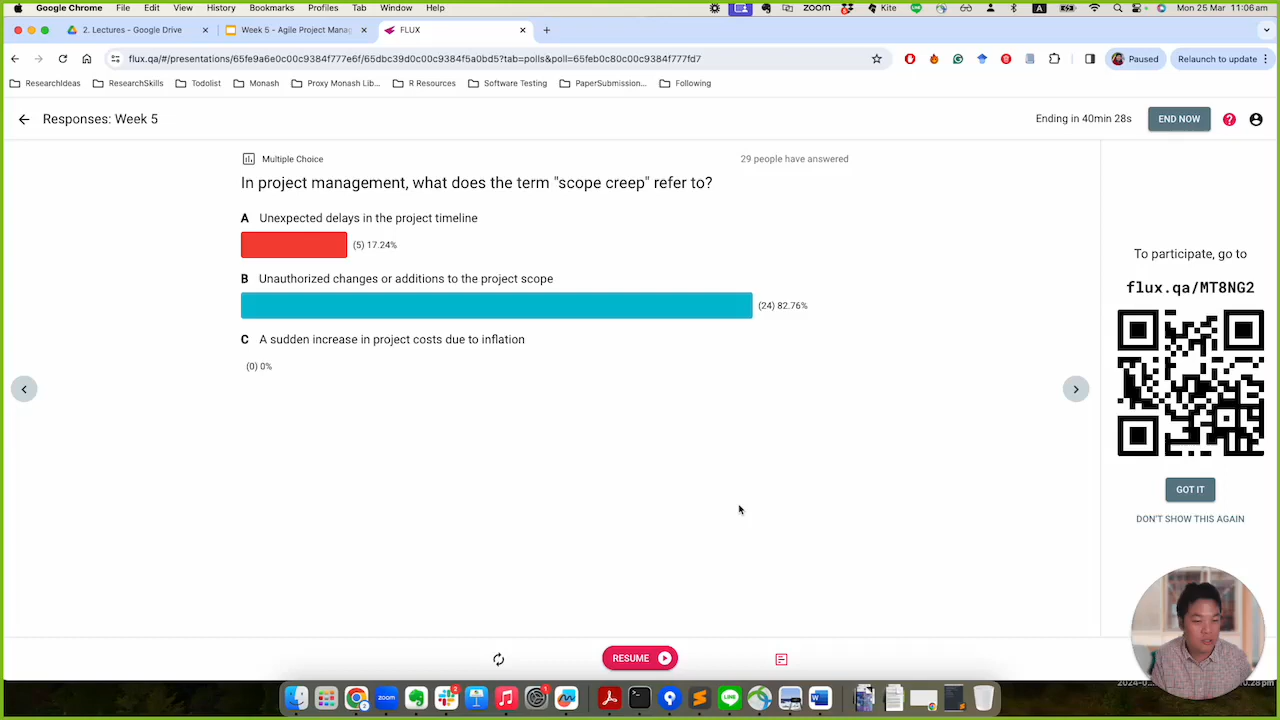 Google Chrome File Edit View History Bookmarks Profiles Tab Window Help zoom Kite A Mon 25 Mar 11:06am
2. Lectures - Google Drive Week 5 - Agile Project Manag FLUX
flux.qa/#/presentations/65fe9a6e0c00c9384f777e6f/65dbc39d0c00c9384f5a0bd5?tab=polls&poll=65feb0c80c00c9384f777fd7 Paused Relaunch to update
ResearchIdeas ResearchSkills Todolist Monash Proxy Monash Lib... R Resources Software Testing PaperSubmission... Following
Responses: Week 5 Ending in 40min 28s END NOW
Multiple Choice 29 people have answered
In project management, what does the term "scope creep" refer to?
A Unexpected delays in the project timeline
(5) 17.24%
B Unauthorized changes or additions to the project scope
(24) 82.76%
C A sudden increase in project costs due to inflation
(0) 0%
To participate, go to
flux.qa/MT8NG2
GOT IT
DON'T SHOW THIS AGAIN
RESUME
zoom